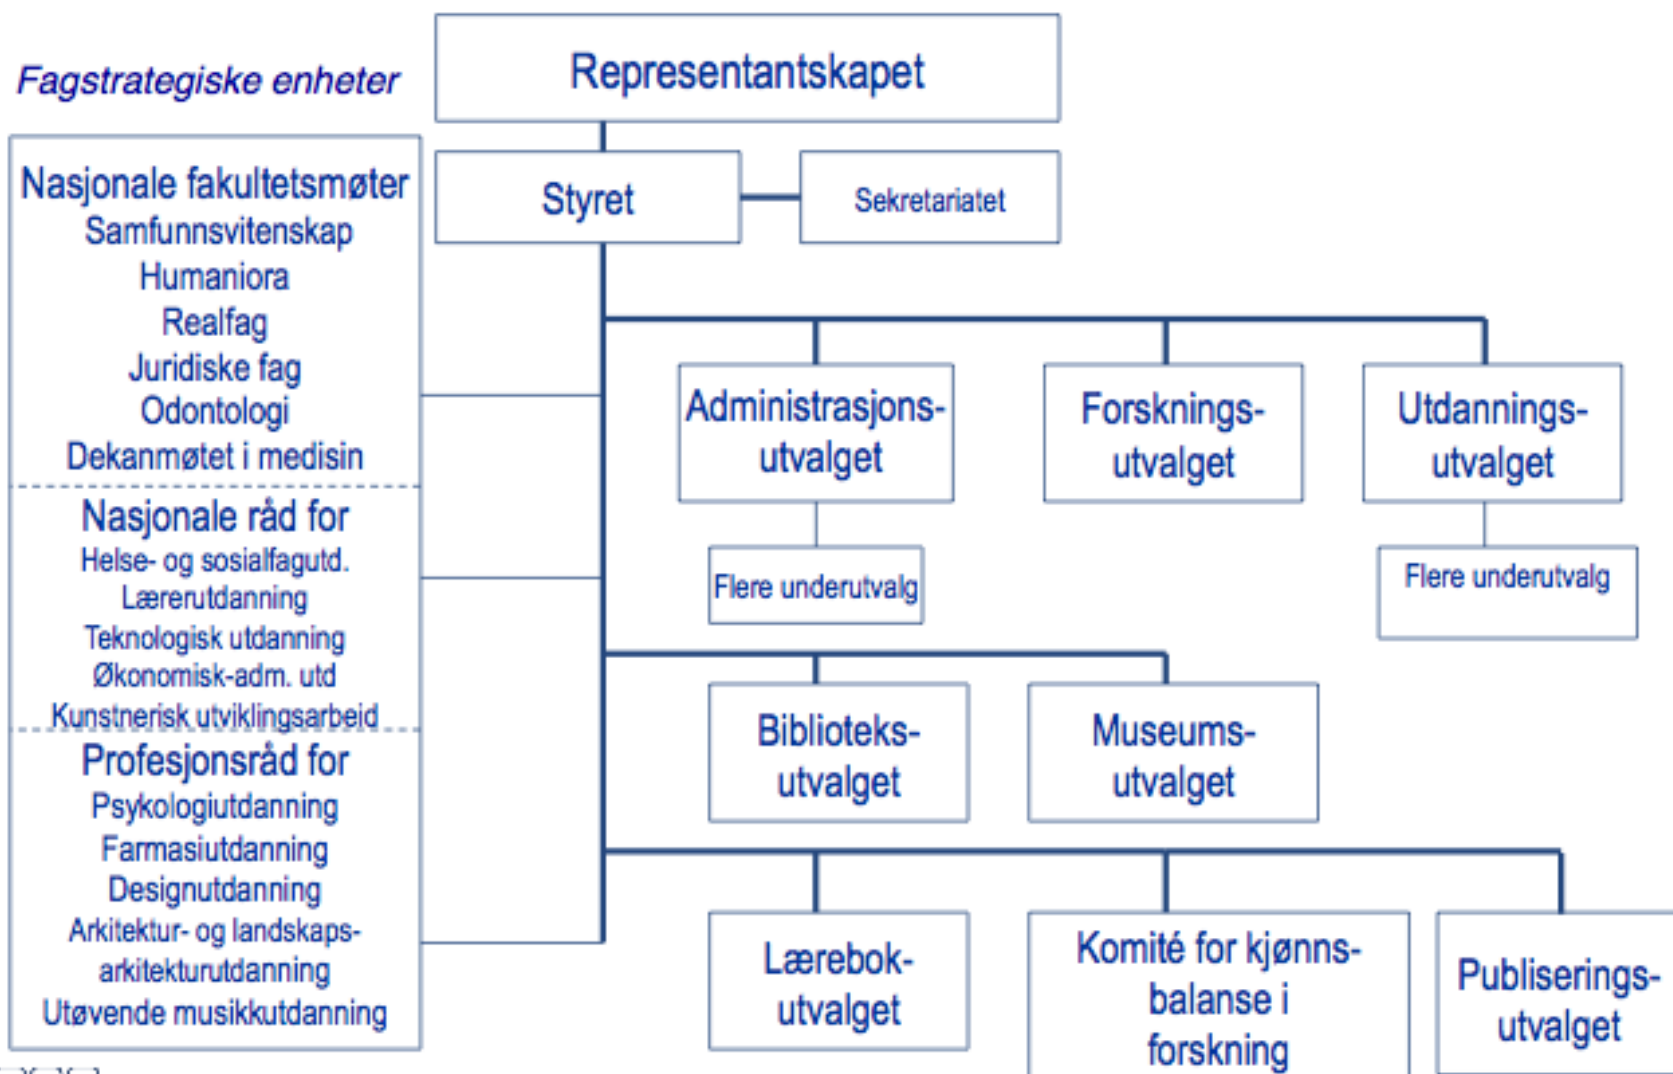 Fagstrategiske enheter
Representantskapet
Styret
Sekretariatet
Nasjonale fakultetsmøter
Samfunnsvitenskap
Humaniora
Realfag
Juridiske fag
Odontologi
Dekanmøtet i medisin
Nasjonale råd for
Helse- og sosialfagutd.
Lærerutdanning
Teknologisk utdanning
Økonomisk-adm. utd
Kunstnerisk utviklingsarbeid
Profesjonsråd for
Psykologiutdanning
Farmasiutdanning
Designutdanning
Arkitektur- og landskaps-
arkitekturutdanning
Utøvende musikkutdanning
Administrasjons-
utvalget
Forsknings-
utvalget
Utdannings-
utvalget
Flere underutvalg
Flere underutvalg
Biblioteks-
utvalget
Museums-
utvalget
Lærebok-
utvalget
Komité for kjønns-
balanse i
forskning
Publiserings-
utvalget